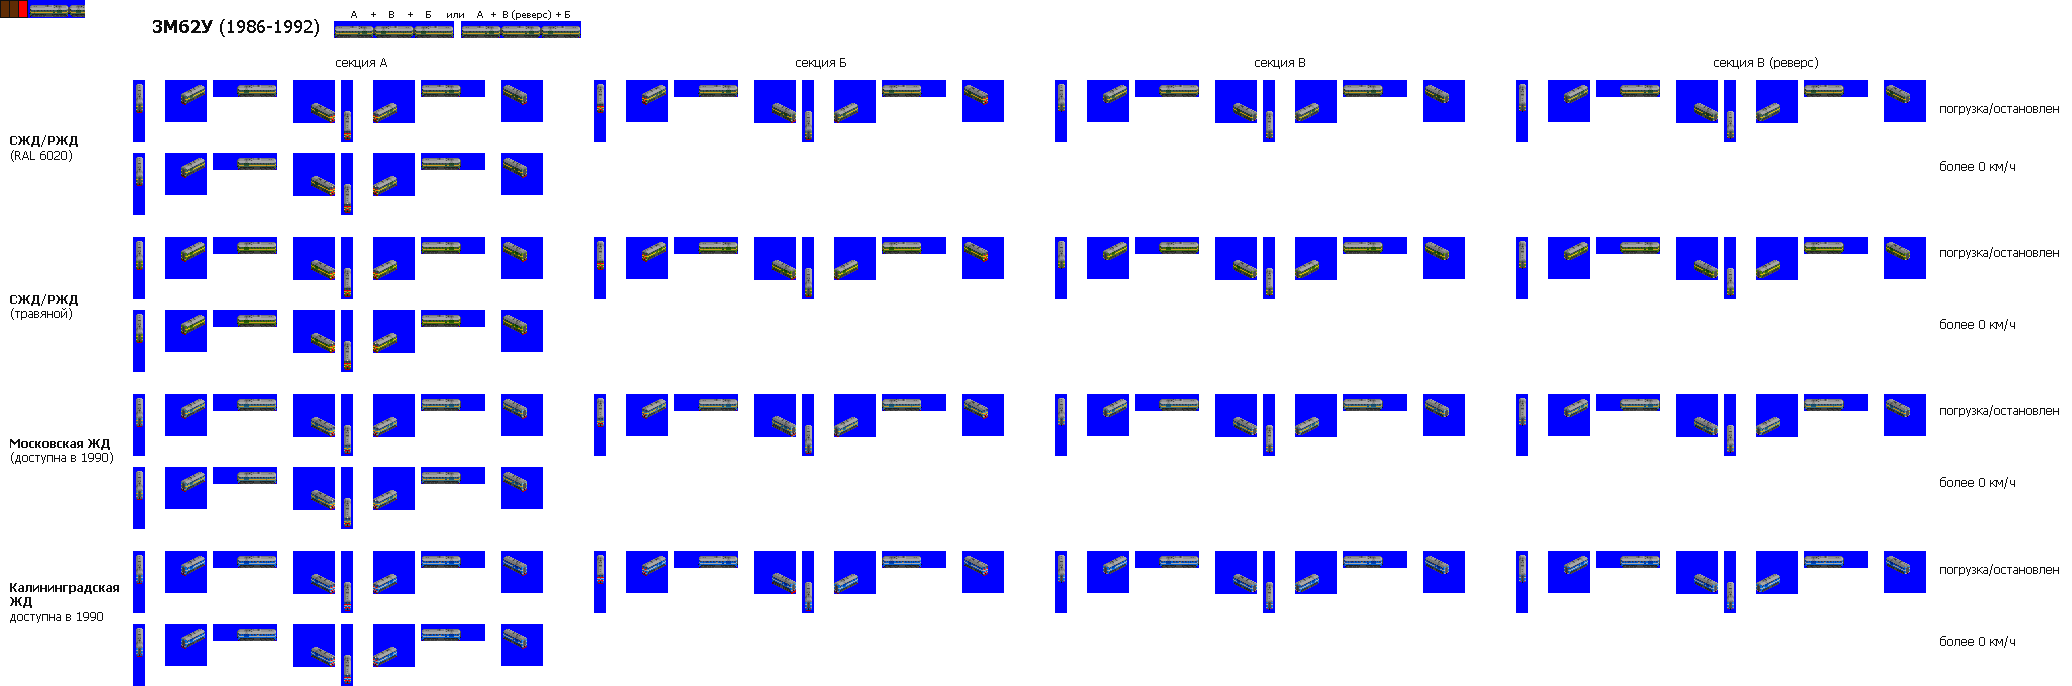 А + В + Б или А + В (реверс) + Б
3М62У (1986-1992)
секция А секция Б секция В секция В (реверс)
погрузка/остановлен
СЖД/РЖД
(RAL 6020)
более 0 км/ч
погрузка/остановлен
СЖД/РЖД
(травяной)
более 0 км/ч
погрузка/остановлен
Московская ЖД
(доступна в 1990)
более 0 км/ч
погрузка/остановлен
Калининградская
ЖД
доступна в 1990
более 0 км/ч